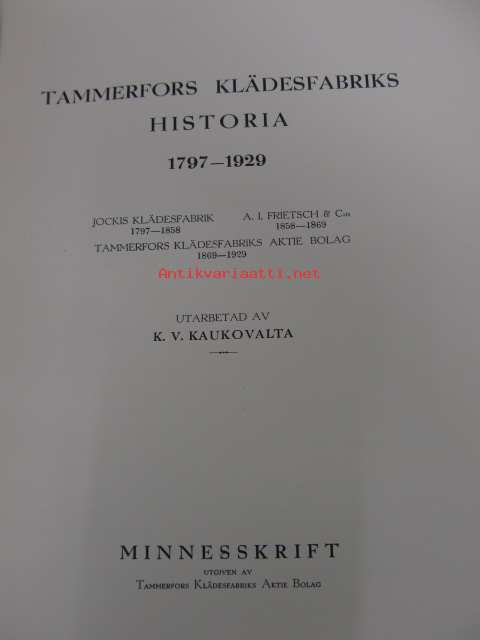 TAMMERFORS KLÄDESFABRIKS
HISTORIA
1797—1929
JOCKIS KLÄDESFABRIK
1797—1858
A. I. FRIETSCH & C:NI
1858—1869
TAMMERFORS KLÄDESFABRIKS AKTIE BOLAG
1869—1929
Antikvariaatti.net
UTARBETAD AV
K. V. KAUKOVALTA
MINNESSKRIFT
UTGIVEN AV
TAMMERFORS KLÄDESFABRIKS AKTIE BOLAG